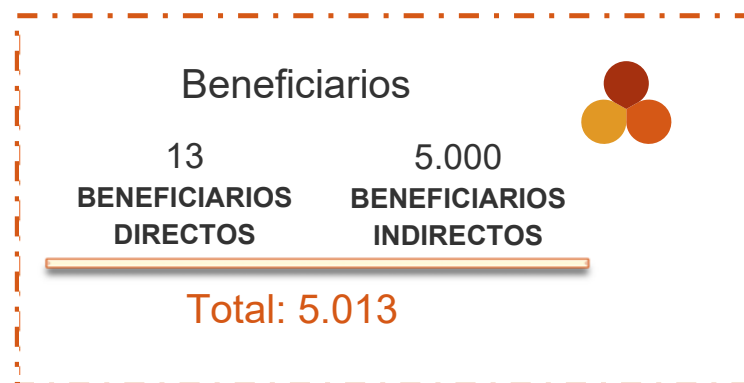 Beneficiarios
13
BENEFICIARIOS
DIRECTOS
5.000
BENEFICIARIOS
INDIRECTOS
Total: 5.013